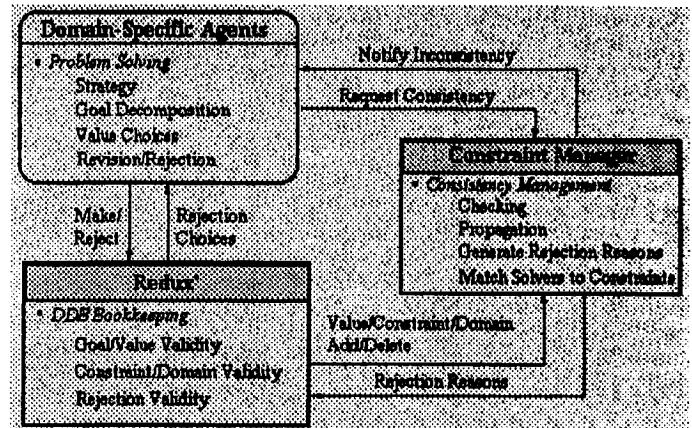 Domain-Specific Agents
• Problem Solving
Strategy
Goal Decomposition
Value Choices
Revision/Rejection
Notify Inconsistency
Request Consistency
Constraint Manager
• Consistency Management
Checking
Propagation
Generate Rejection Reasons
Match Solvers to Constraints
Make/
Reject
Rejection
Choices
Redux'
• DDB Bookkeeping
Goal/Value Validity
Constraint/Domain Validity
Rejection Validity
Value/Constraint/Domain
Add/Delete
Rejection Reasons